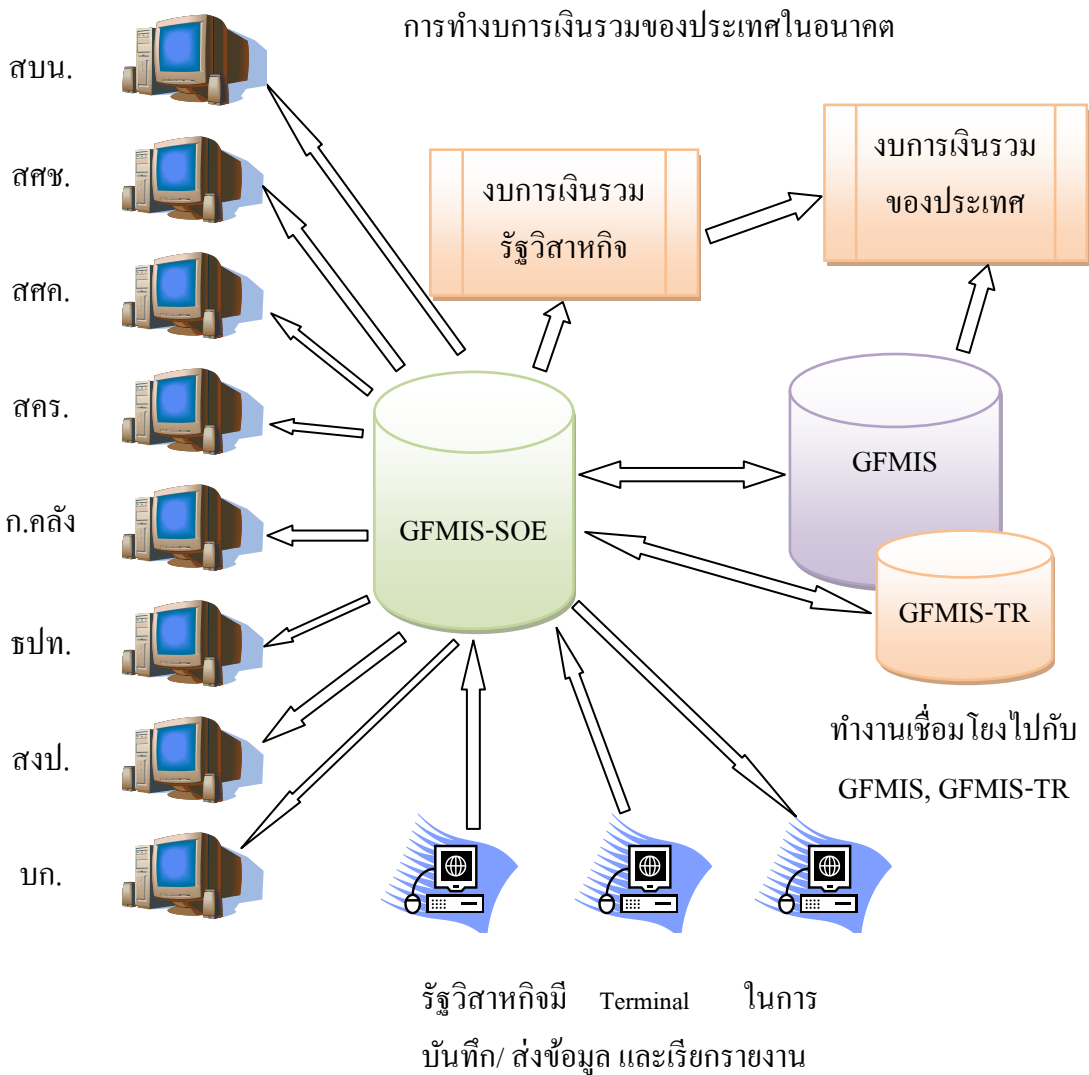 การทำงบการเงินรวมของประเทศในอนาคต
สบน.
สศช.
สศค.
สคร.
ก.คลัง
ธปท.
สงป.
บก.
งบการเงินรวม
รัฐวิสาหกิจ
งบการเงินรวม
ของประเทศ
GFMIS-SOE
GFMIS
GFMIS-TR
ทำงานเชื่อมโยงไปกับ
GFMIS, GFMIS-TR
รัฐวิสาหกิจมี Terminal ในการ
บันทึก/ ส่งข้อมูล และเรียกรายงาน